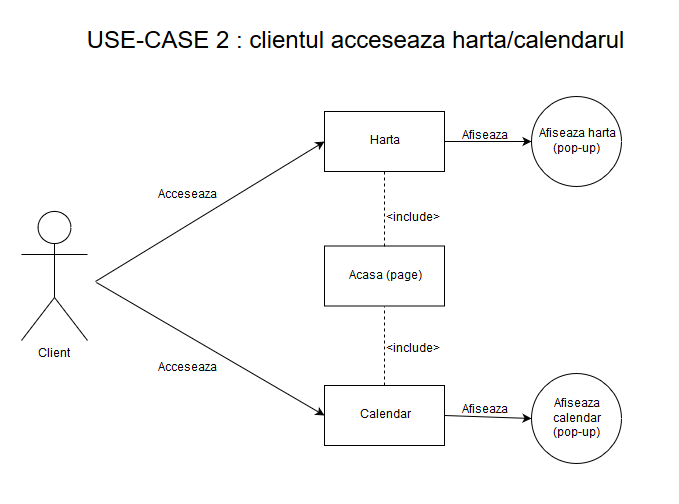 USE-CASE 2 : clientul acceseaza harta/calendarul
Harta
Afiseaza
Afiseaza harta
(pop-up)
Acceseaza
<include>
Acasa (page)
Client
<include>
Acceseaza
Calendar
Afiseaza
Afiseaza
calendar
(pop-up)